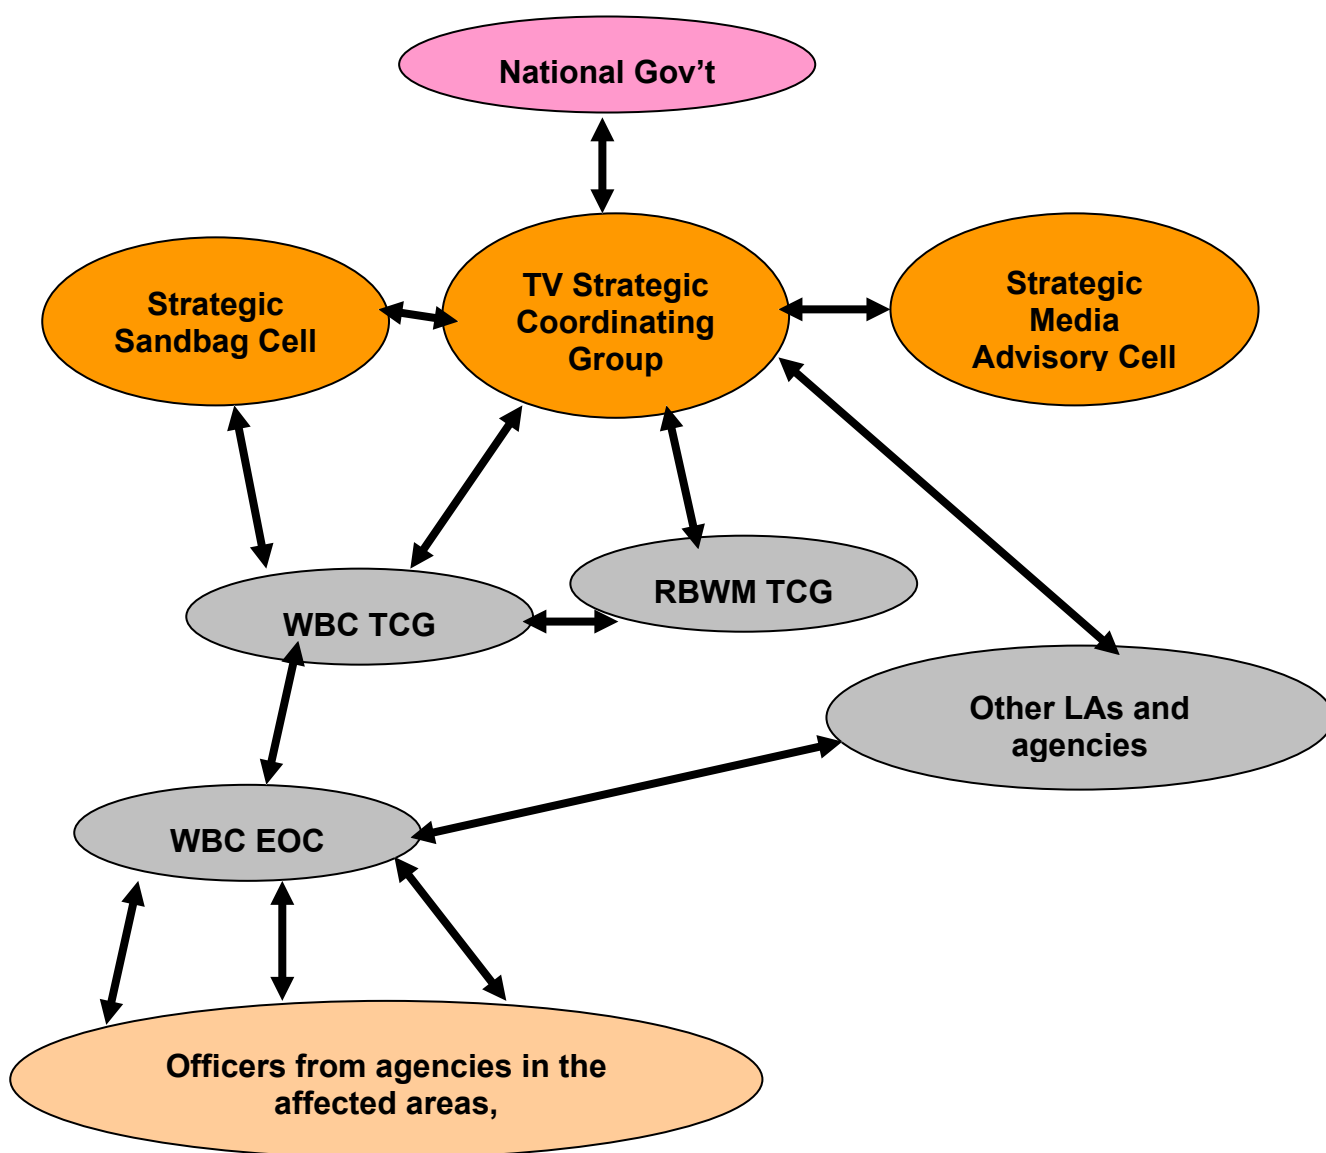 National Gov’t
Strategic
Sandbag Cell
TV Strategic
Coordinating
Group
Strategic
Media
Advisory Cell
WBC TCG
RBWM TCG
Other LAs and
agencies
WBC EOC
Officers from agencies in the
affected areas,